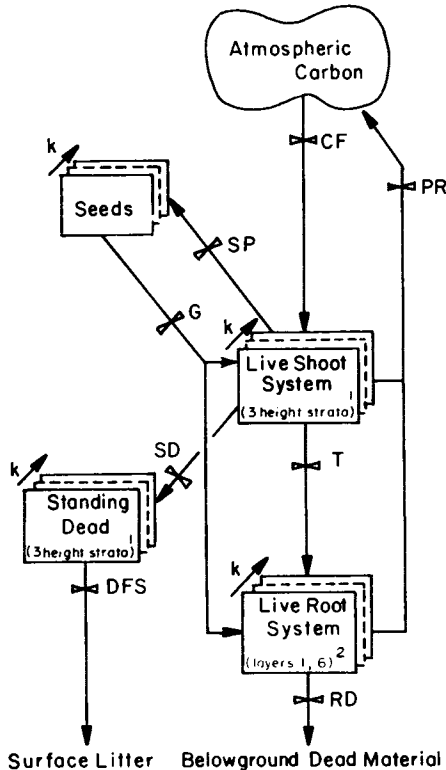 Atmospheric
Carbon
CF
PR
k
Seeds
SP
G
k
Live Shoot
System
(3 height strata)1
SD
T
k
Standing
Dead
(3 height strata)1
DFS
k
Live Root
System
(layers 1, 6)2
RD
Surface Litter
Belowground Dead Material